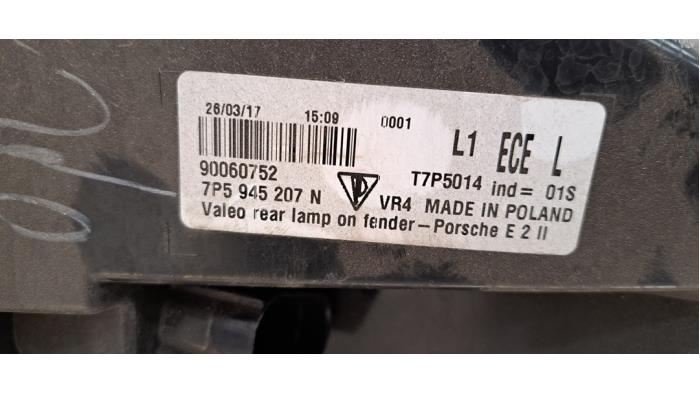 26/03/17 15:09 0001
L1 ECE L
90060752
T7P5014 ind= 01S
7P5 945 207 N
VR4 MADE IN POLAND
Valeo rear lamp on fender-Porsche E 2 II